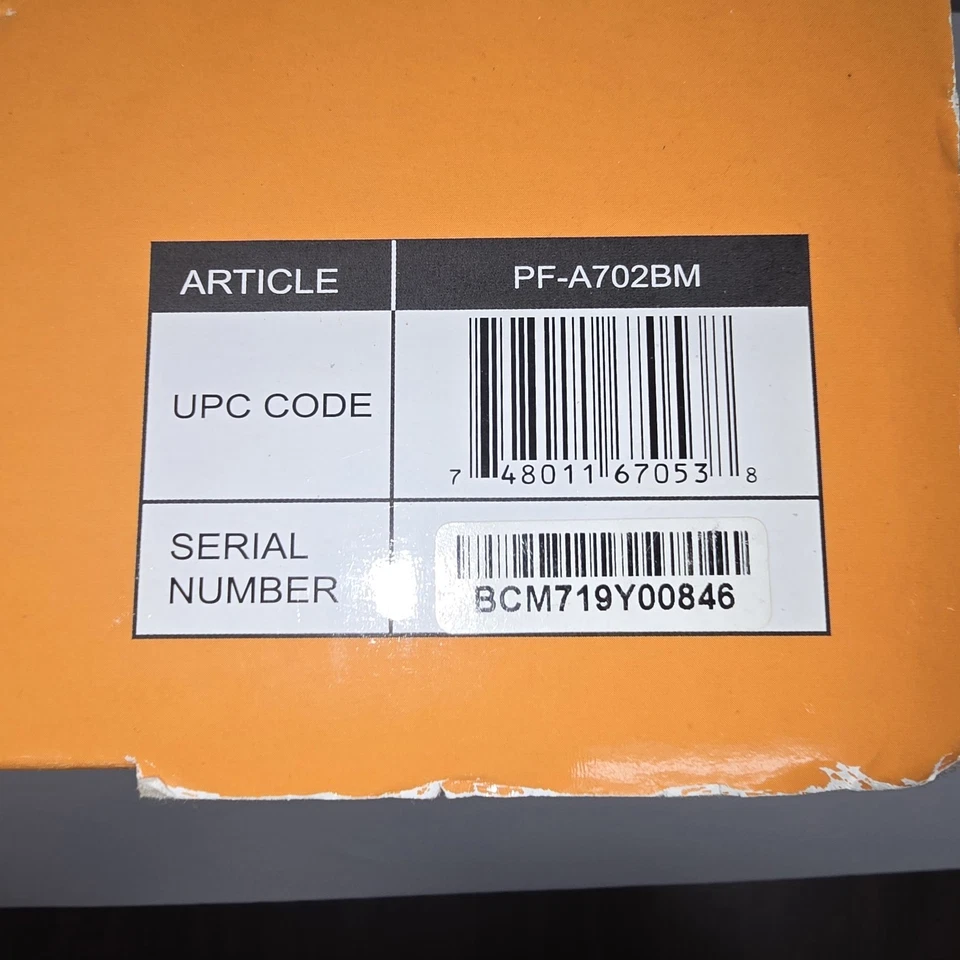 ARTICLE PF-A702BM
UPC CODE
7 48011 67053 8
SERIAL
NUMBER
BCM719Y00846